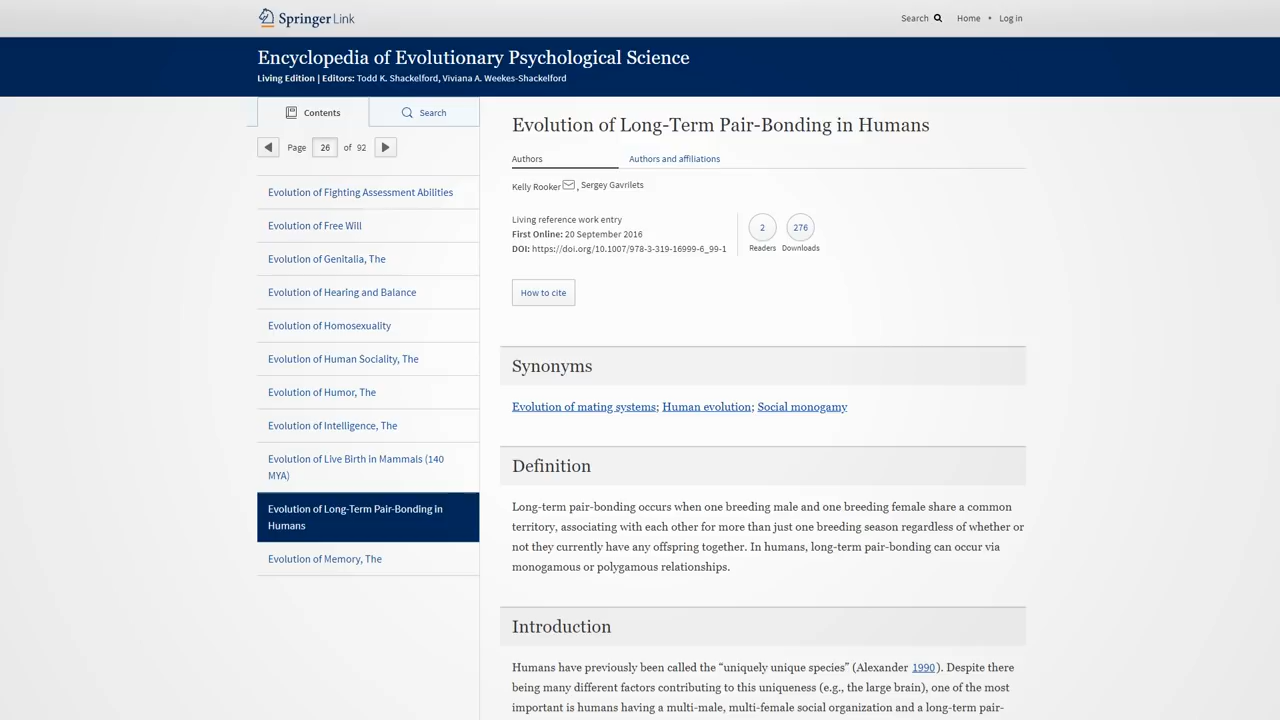 Springer Link
Search
Home • Log in
Encyclopedia of Evolutionary Psychological Science
Living Edition | Editors: Todd K. Shackelford, Viviana A. Weekes-Shackelford
Contents
Search
Page 26 of 92
Evolution of Fighting Assessment Abilities
Evolution of Free Will
Evolution of Genitalia, The
Evolution of Hearing and Balance
Evolution of Homosexuality
Evolution of Human Sociality, The
Evolution of Humor, The
Evolution of Intelligence, The
Evolution of Live Birth in Mammals (140
MYA)
Evolution of Long-Term Pair-Bonding in
Humans
Evolution of Memory, The
Evolution of Long-Term Pair-Bonding in Humans
Authors
Authors and affiliations
Kelly Rooker , Sergey Gavrilets
Living reference work entry
First Online: 20 September 2016
DOI: https://doi.org/10.1007/978-3-319-16999-6_99-1
2
Readers
276
Downloads
How to cite
Synonyms
Evolution of mating systems; Human evolution; Social monogamy
Definition
Long-term pair-bonding occurs when one breeding male and one breeding female share a common
territory, associating with each other for more than just one breeding season regardless of whether or
not they currently have any offspring together. In humans, long-term pair-bonding can occur via
monogamous or polygamous relationships.
Introduction
Humans have previously been called the “uniquely unique species” (Alexander 1990). Despite there
being many different factors contributing to this uniqueness (e.g., the large brain), one of the most
important is humans having a multi-male, multi-female social organization and a long-term pair-